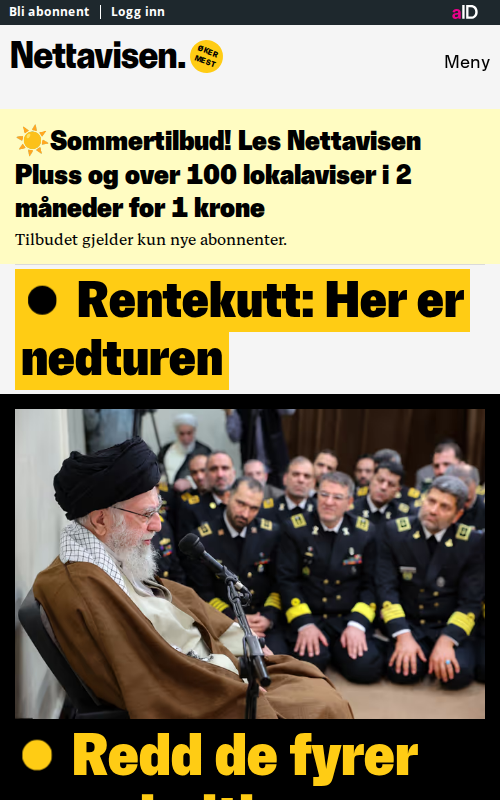 Bli abonnent | Logg inn
aID
Nettavisen.
ØKER
MEST
Meny
☀️Sommertilbud! Les Nettavisen
Pluss og over 100 lokalaviser i 2
måneder for 1 krone
Tilbudet gjelder kun nye abonnenter.
Rentekutt: Her er
nedturen
Redd de fyrer